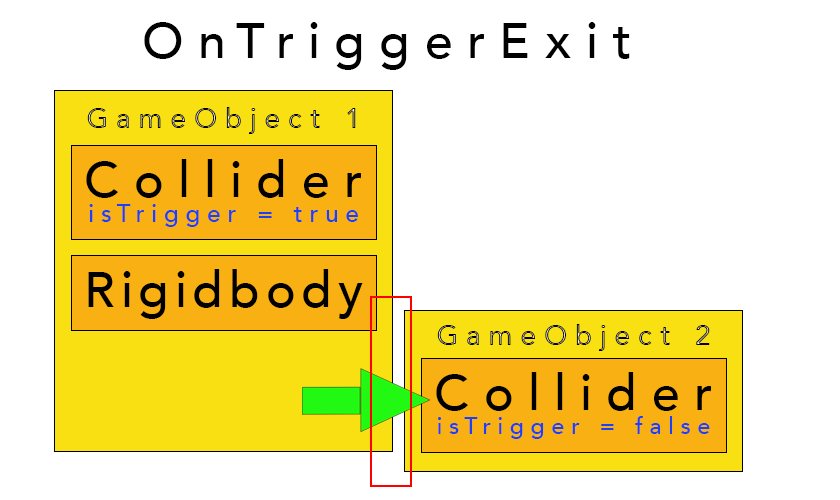 OnTriggerExit
GameObject 1
Collider
isTrigger = true
Rigidbody
GameObject 2
Collider
isTrigger = false